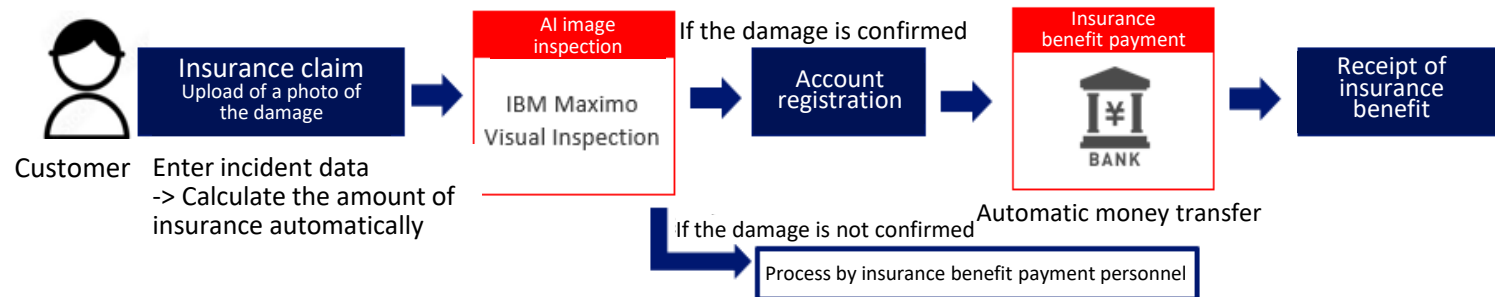 Customer
Insurance claim
Upload of a photo of
the damage
Enter incident data
-> Calculate the amount of
insurance automatically
AI image
inspection
IBM Maximo
Visual Inspection
If the damage is confirmed
Account
registration
Insurance
benefit payment
¥
BANK
Automatic money transfer
Receipt of
insurance
benefit
If the damage is not confirmed
Process by insurance benefit payment personnel